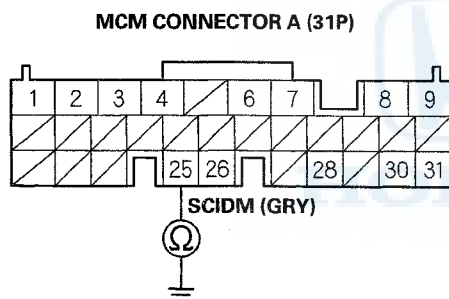 MCM CONNECTOR A (31P)
1 2 3 4 6 7 8 9
25 26 28 30 31
SCIDM (GRY)
Ω